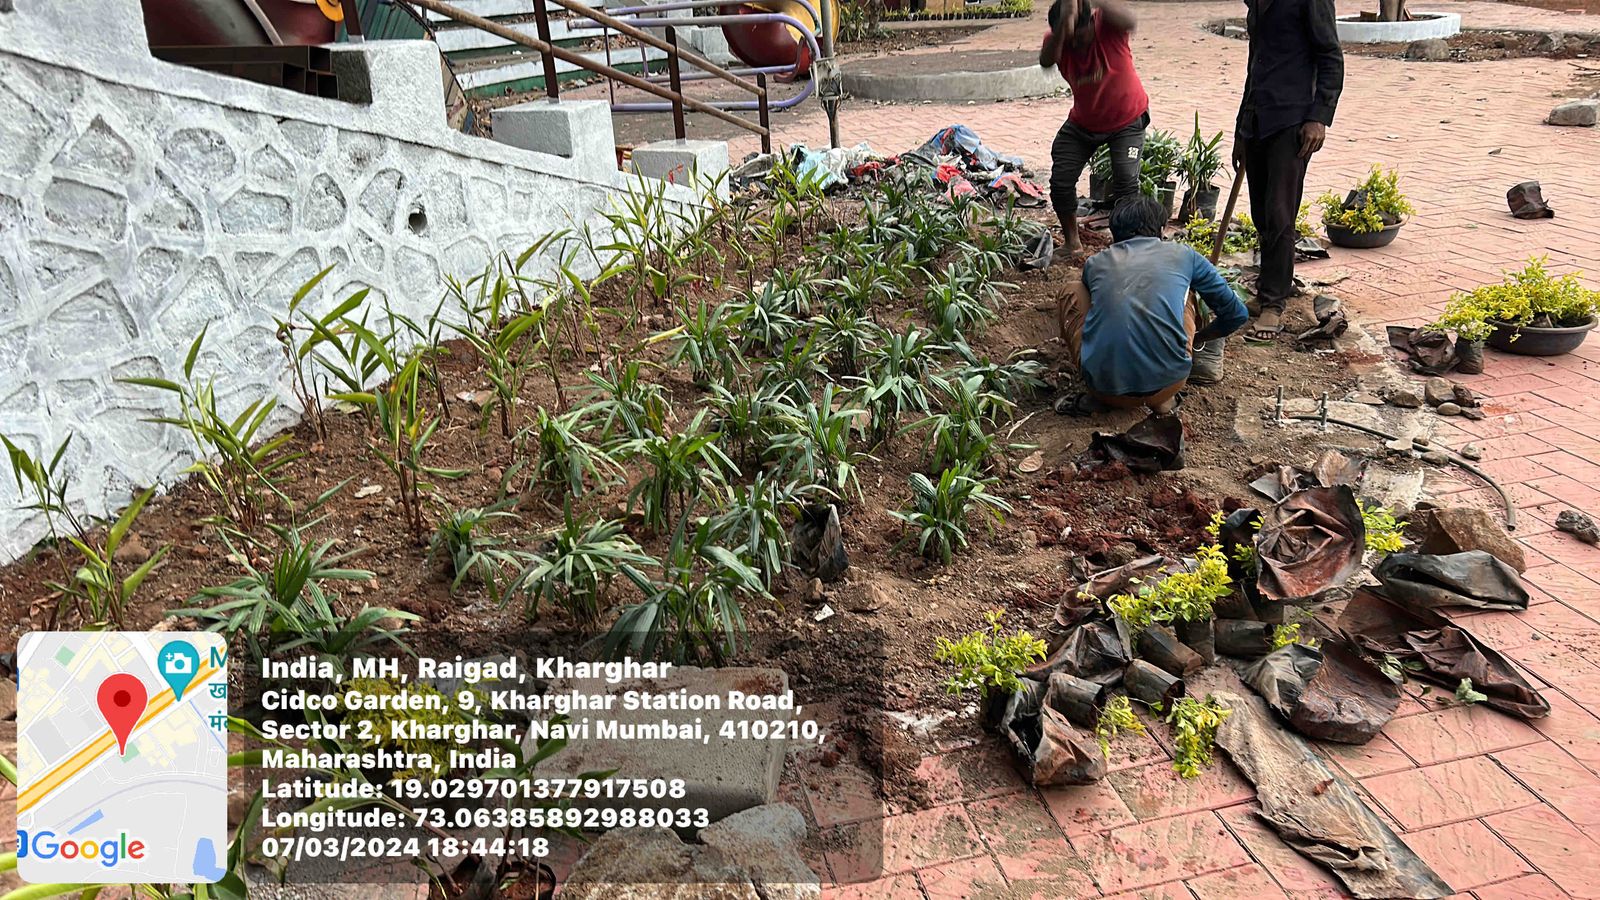 India, MH, Raigad, Kharghar
Cidco Garden, 9, Kharghar Station Road,
Sector 2, Kharghar, Navi Mumbai, 410210,
Maharashtra, India
Latitude: 19.029701377917508
Longitude: 73.06385892988033
07/03/2024 18:44:18
Google